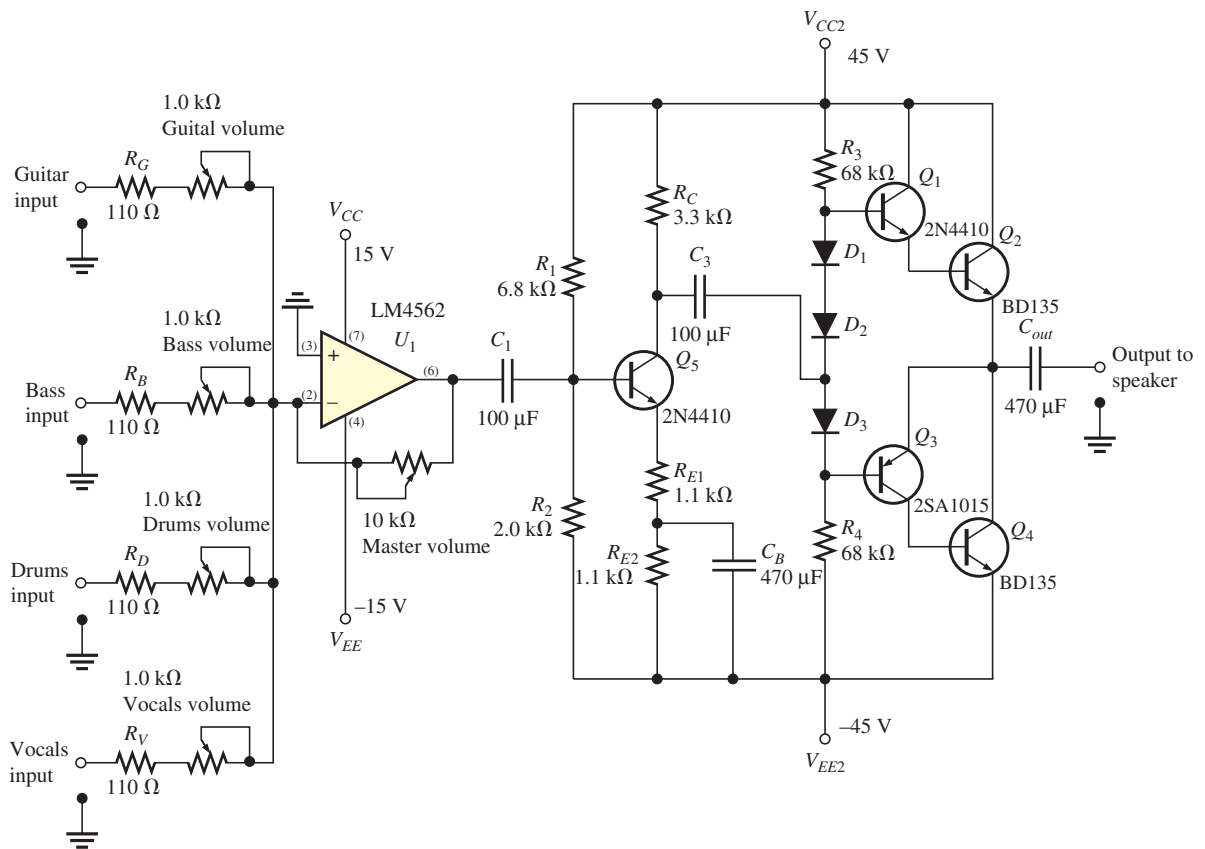 V_CC2
45 V
1.0 kΩ
Guital volume
R_G
Guitar
input
110 Ω
V_CC
15 V
R_C
3.3 kΩ
R_3
68 kΩ
Q_1
2N4410
Q_2
BD135
D_1
R_1
6.8 kΩ
C_3
100 µF
LM4562
U_1
(7)
(3)
+
(2)
–
(6)
(4)
1.0 kΩ
Bass volume
R_B
Bass
input
110 Ω
C_1
100 µF
Q_5
2N4410
D_2
C_out
470 µF
Output to
speaker
D_3
Q_3
2SA1015
Q_4
BD135
R_E1
1.1 kΩ
R_2
2.0 kΩ
10 kΩ
Master volume
R_E2
1.1 kΩ
C_B
470 µF
R_4
68 kΩ
1.0 kΩ
Drums volume
R_D
Drums
input
110 Ω
–15 V
V_EE
1.0 kΩ
Vocals volume
R_V
Vocals
input
110 Ω
–45 V
V_EE2